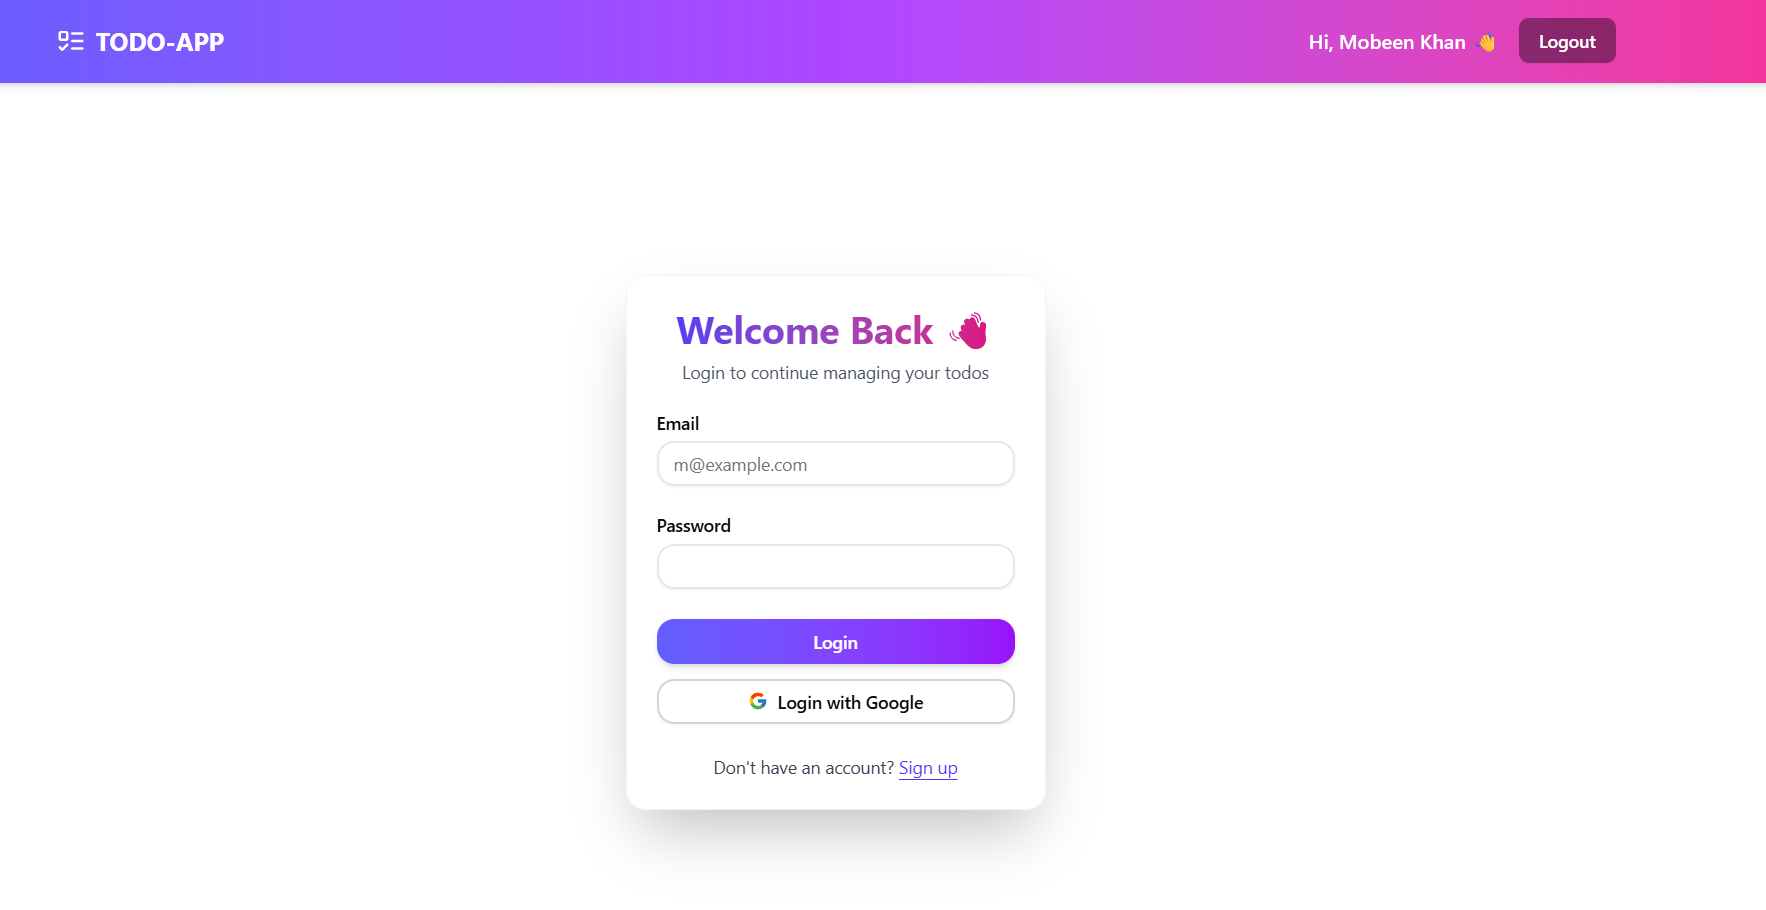 TODO-APP
Hi, Mobeen Khan 👋
Logout
Welcome Back 👋
Login to continue managing your todos
Email
m@example.com
Password
Login
Login with Google
Don't have an account? Sign up